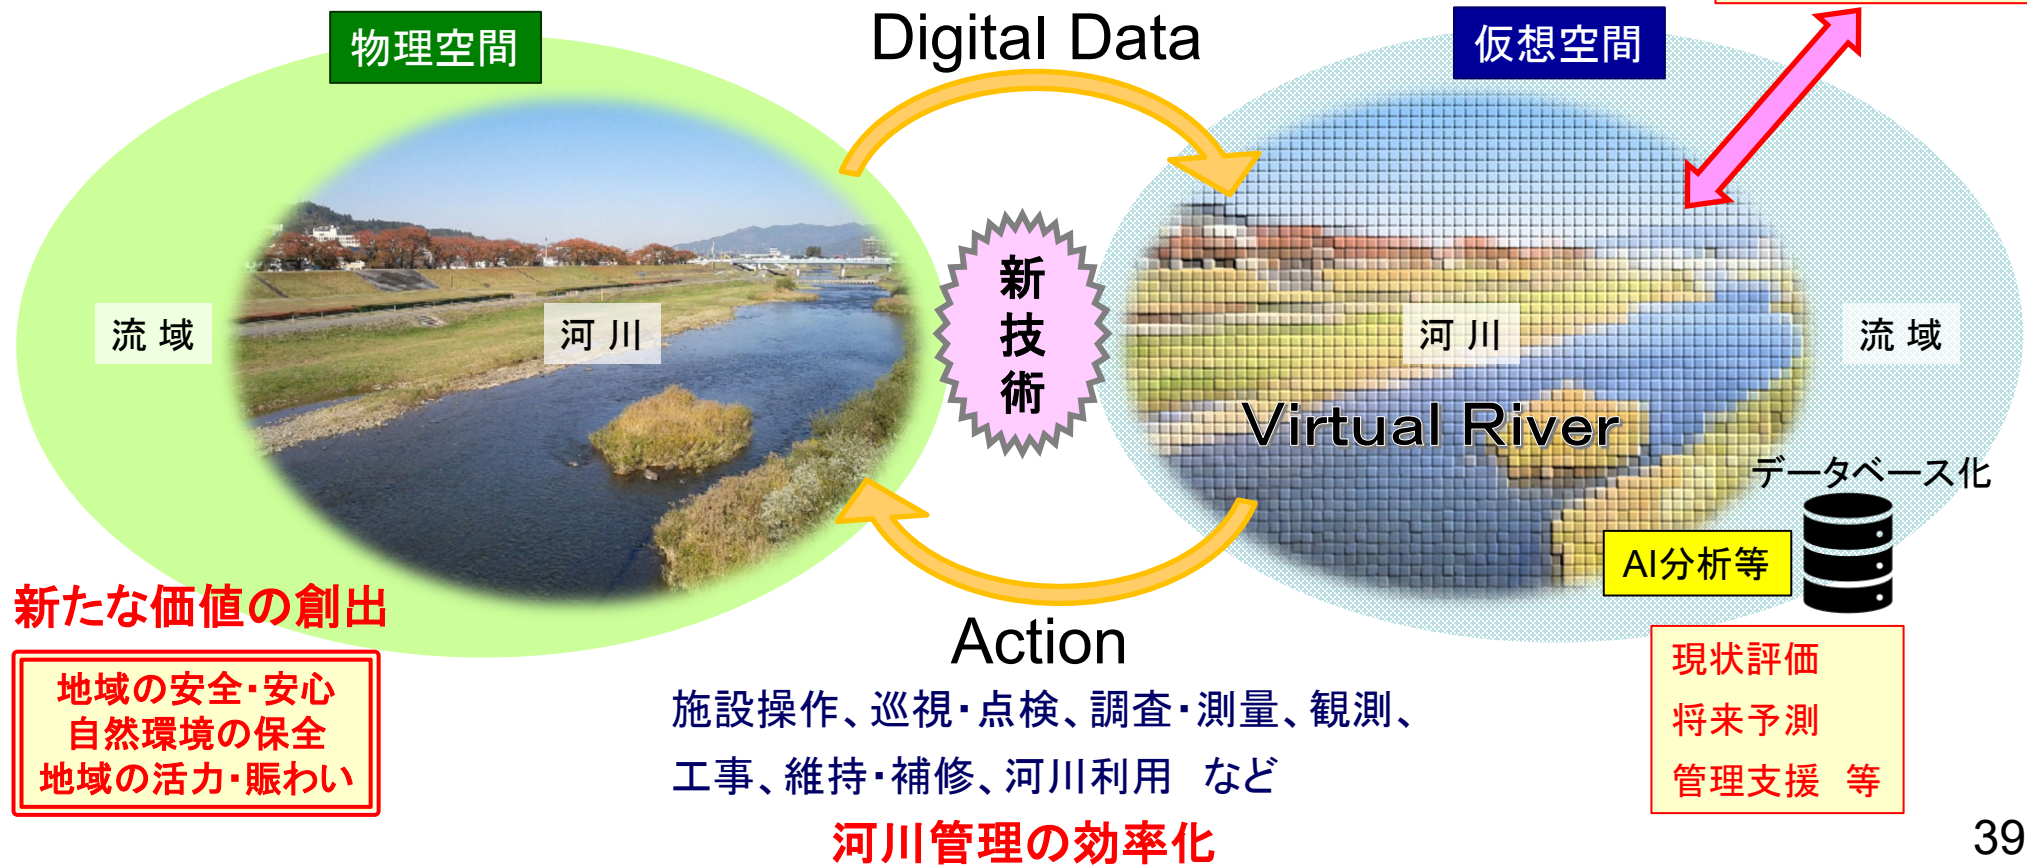 物理空間
Digital Data
仮想空間
新
技
術
流 域
河 川
河 川
流 域
Virtual River
データベース化
AI分析等
新たな価値の創出
地域の安全・安心
自然環境の保全
地域の活力・賑わい
Action
施設操作、巡視・点検、調査・測量、観測、
工事、維持・補修、河川利用　など
河川管理の効率化
現状評価
将来予測
管理支援　等
39